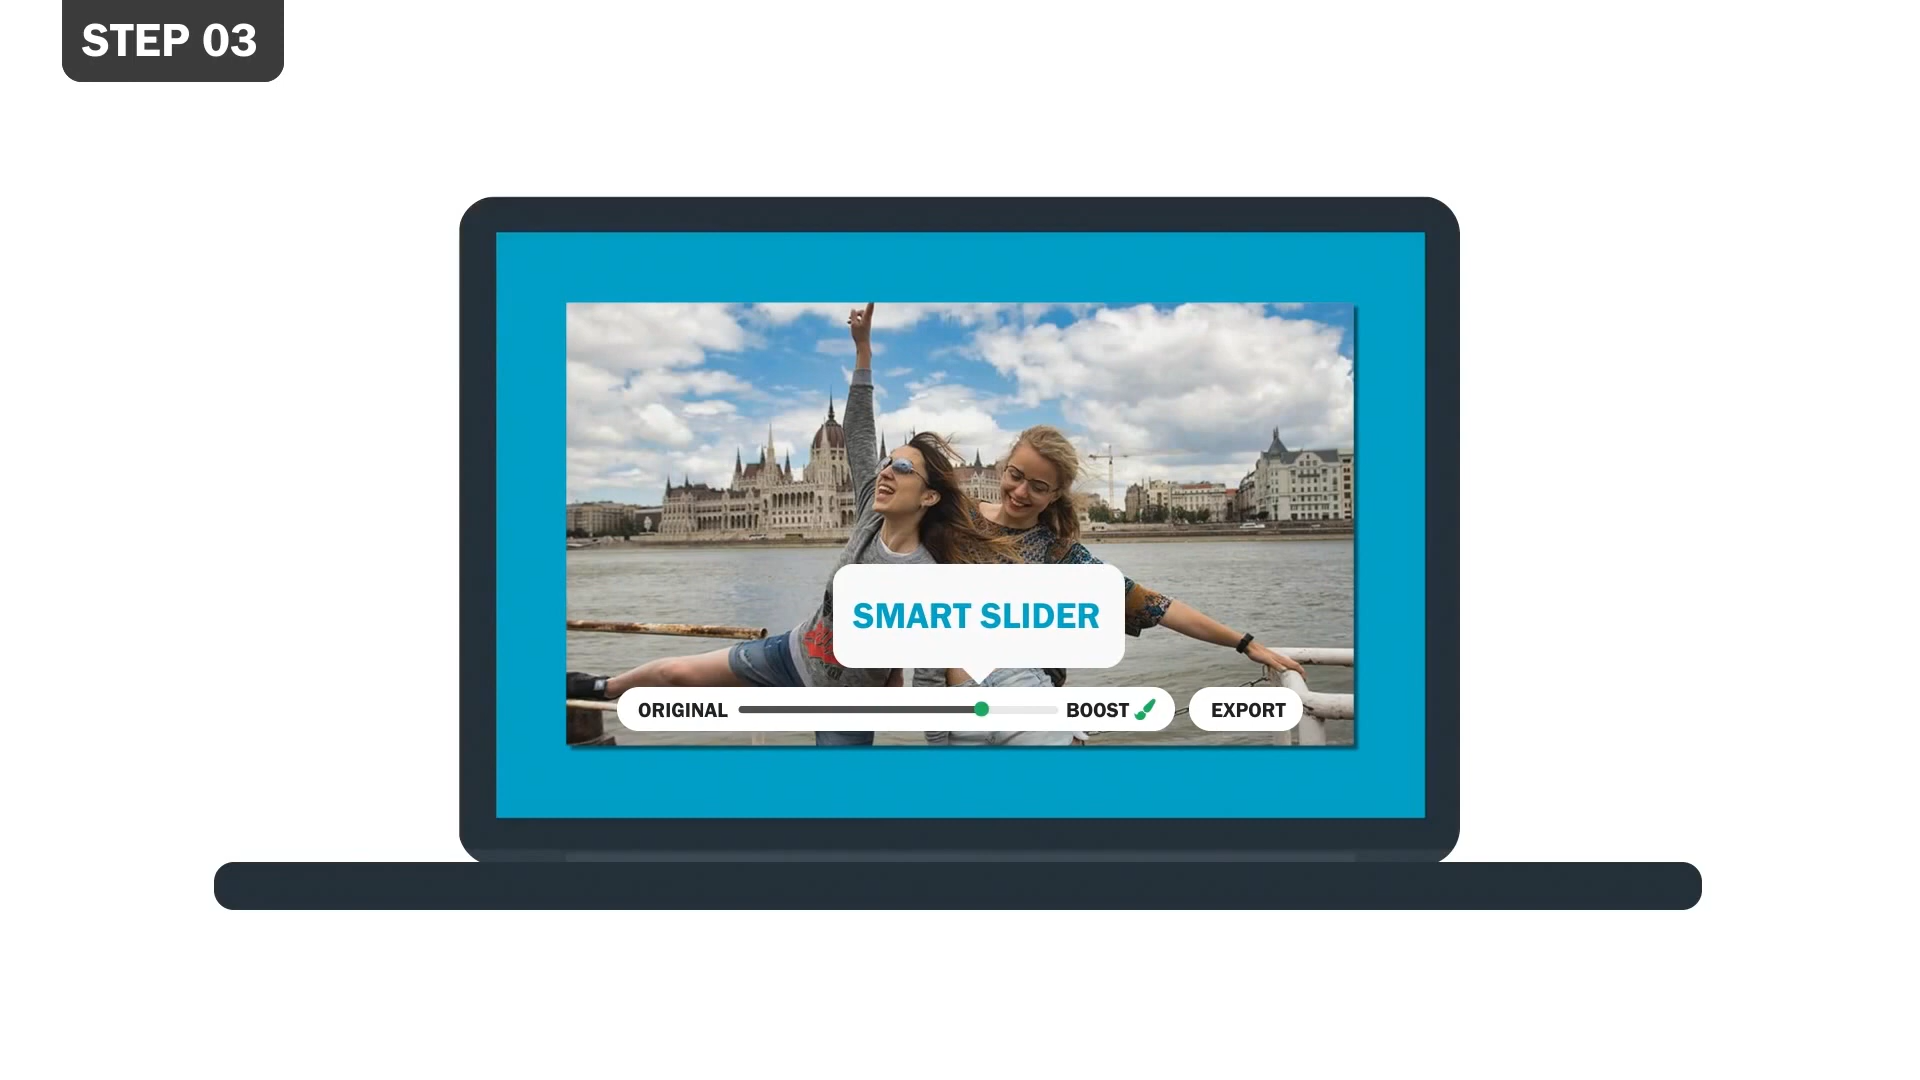 STEP 03
SMART SLIDER
ORIGINAL
BOOST
EXPORT